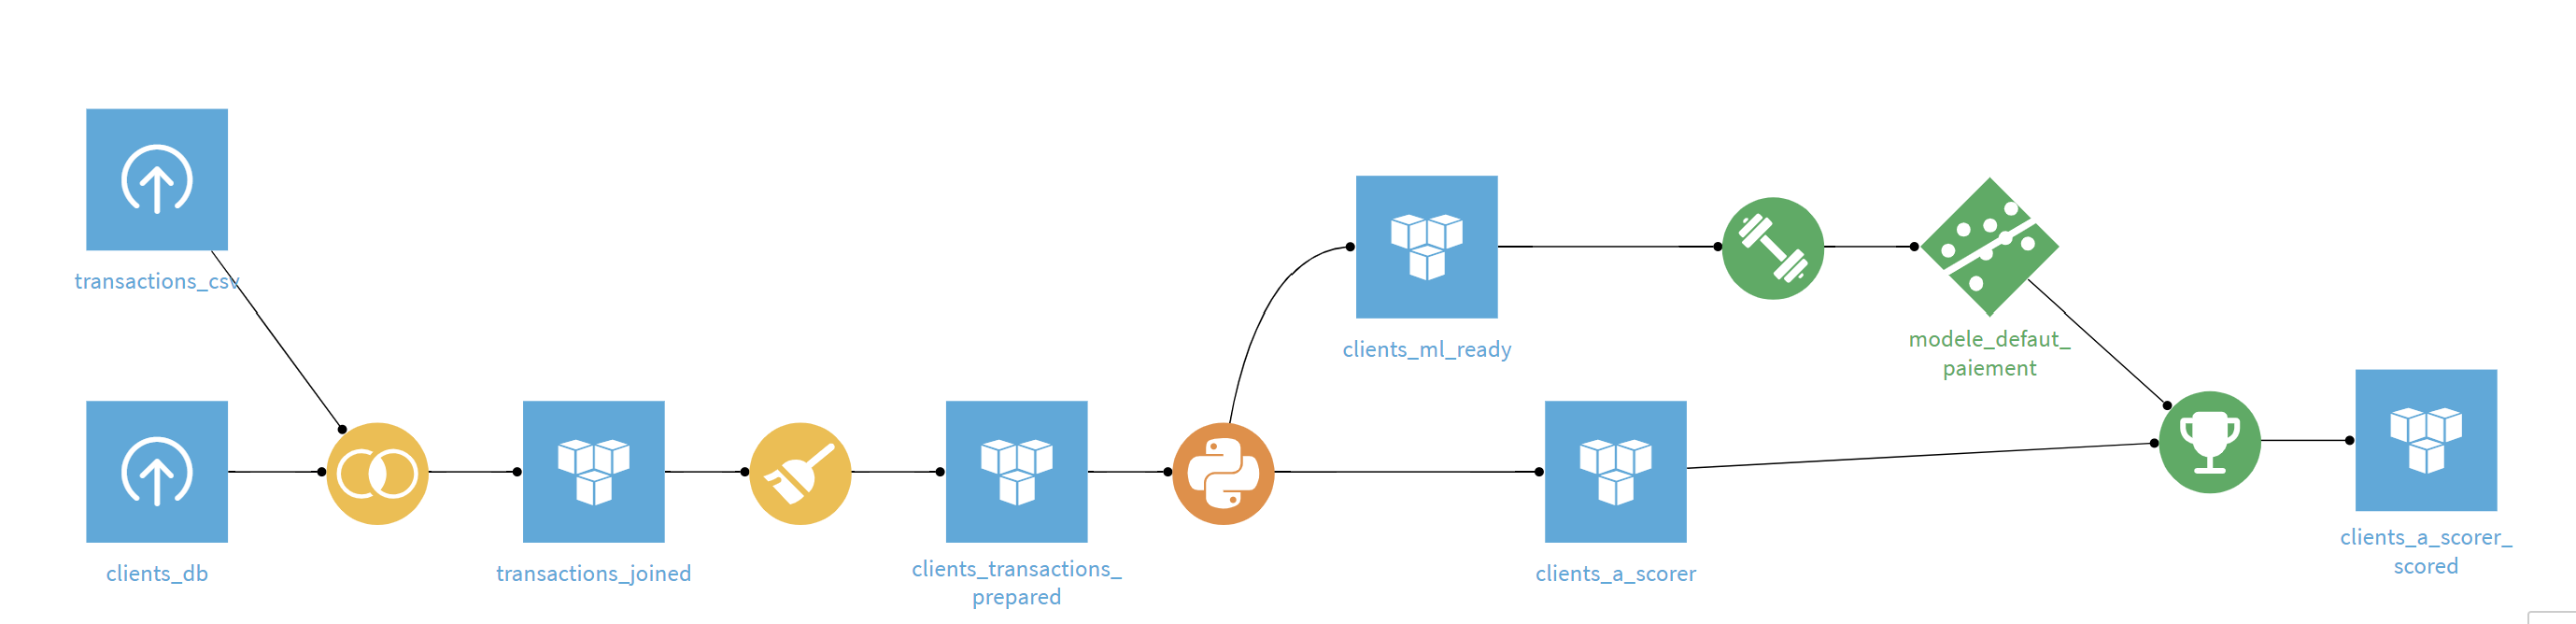 transactions_csv
clients_db
transactions_joined
clients_transactions_
prepared
clients_ml_ready
clients_a_scorer
modele_defaut_
paiement
clients_a_scorer_
scored